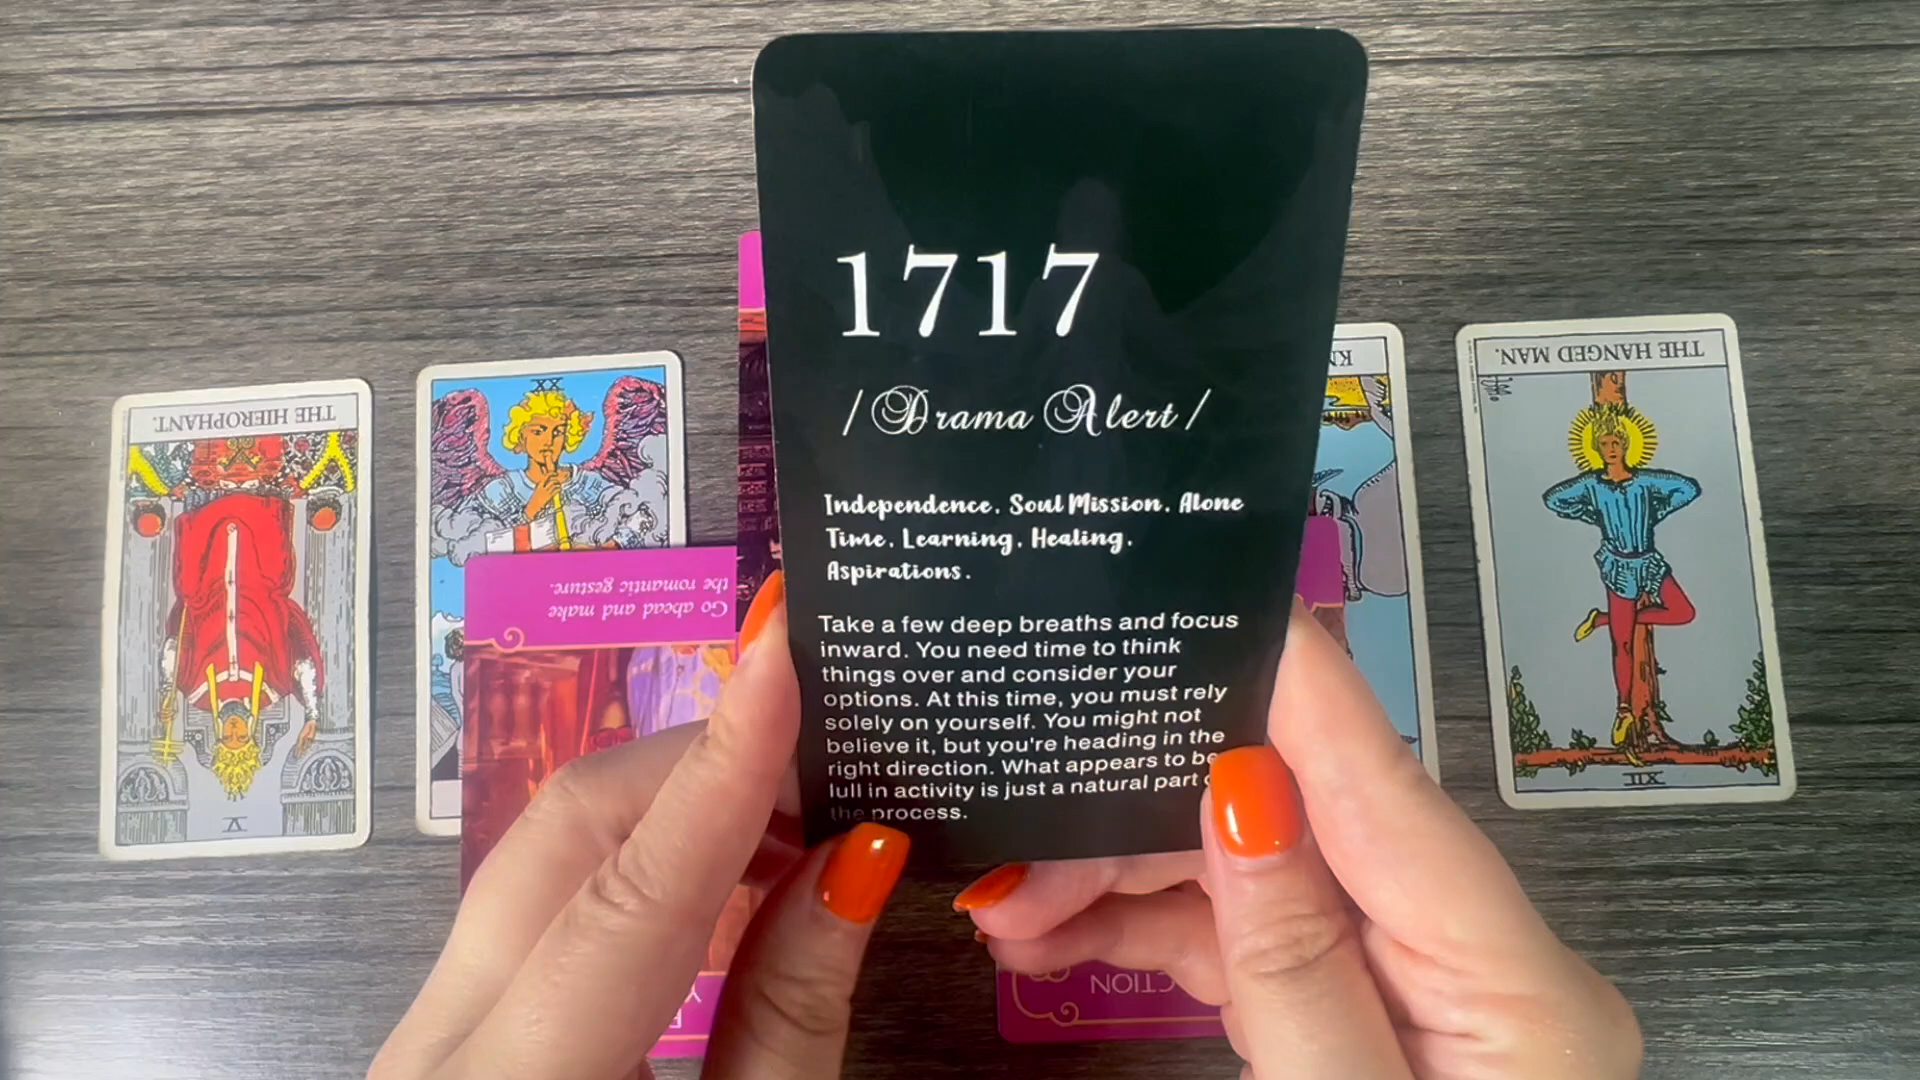 1717
/Drama Alert/
Independence. Soul Mission. Alone
Time. Learning. Healing.
Aspirations.
Take a few deep breaths and focus
inward. You need time to think
things over and consider your
options. At this time, you must rely
solely on yourself. You might not
believe it, but you're heading in the
right direction. What appears to be
lull in activity is just a natural part
the process.
THE HIEROPHANT.
V
XX
Go ahead and make
the romantic gesture.
THE HANGED MAN.
XII